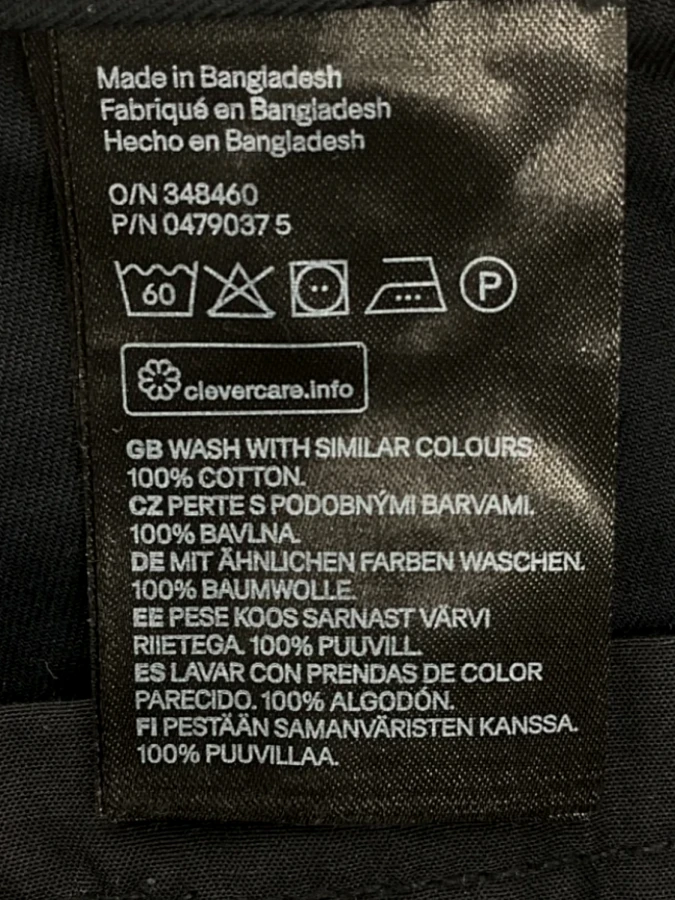 Made in Bangladesh
Fabriqué en Bangladesh
Hecho en Bangladesh
O/N 348460
P/N 0479037 5
60 P
clevercare.info
GB WASH WITH SIMILAR COLOURS.
100% COTTON.
CZ PERTE S PODOBNÝMI BARVAMI.
100% BAVLNA.
DE MIT ÄHNLICHEN FARBEN WASCHEN.
100% BAUMWOLLE.
EE PESE KOOS SARNAST VÄRVI
RIIETEGA. 100% PUUVILL.
ES LAVAR CON PRENDAS DE COLOR
PARECIDO. 100% ALGODÓN.
FI PESTÄÄN SAMANVÄRISTEN KANSSA.
100% PUUVILLAA.